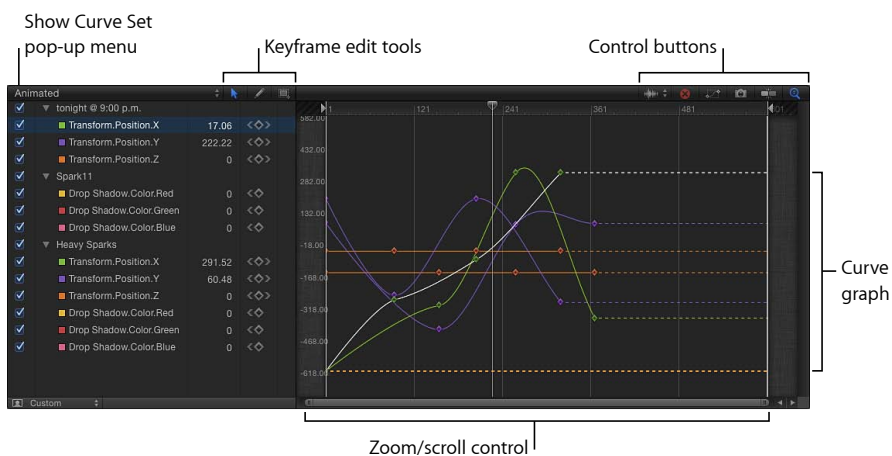 Show Curve Set
pop-up menu
Keyframe edit tools
Control buttons
Animated
tonight @ 9:00 p.m.
Transform.Position.X 17.06
Transform.Position.Y 222.22
Transform.Position.Z 0
Spark11
Drop Shadow.Color.Red 0
Drop Shadow.Color.Green 0
Drop Shadow.Color.Blue 0
Heavy Sparks
Transform.Position.X 291.52
Transform.Position.Y 60.48
Transform.Position.Z 0
Drop Shadow.Color.Red 0
Drop Shadow.Color.Green 0
Drop Shadow.Color.Blue 0
Custom
1 121 241 361 481 601
582.00
432.00
282.00
132.00
-18.00
-168.00
-318.00
-468.00
-618.00
Curve
graph
Zoom/scroll control